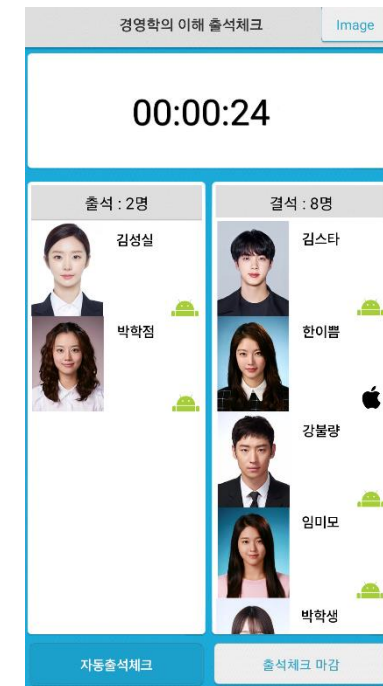 경영학의 이해 출석체크
Image
00:00:24
출석 : 2명
김성실
박학점
결석 : 8명
김스타
한이쁨
강불량
임미모
박학생
자동출석체크
출석체크 마감